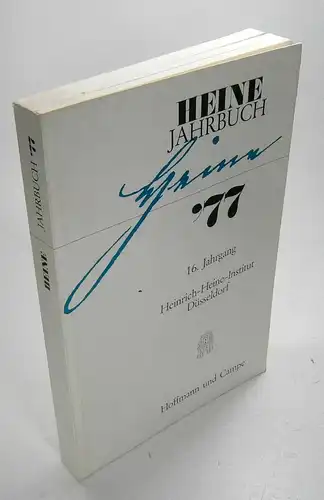 HEINE
JAHRBUCH
Heine
'77
16. Jahrgang
Heinrich-Heine-Institut
Düsseldorf
Hoffmann und Campe
HEINE JAHRBUCH '77